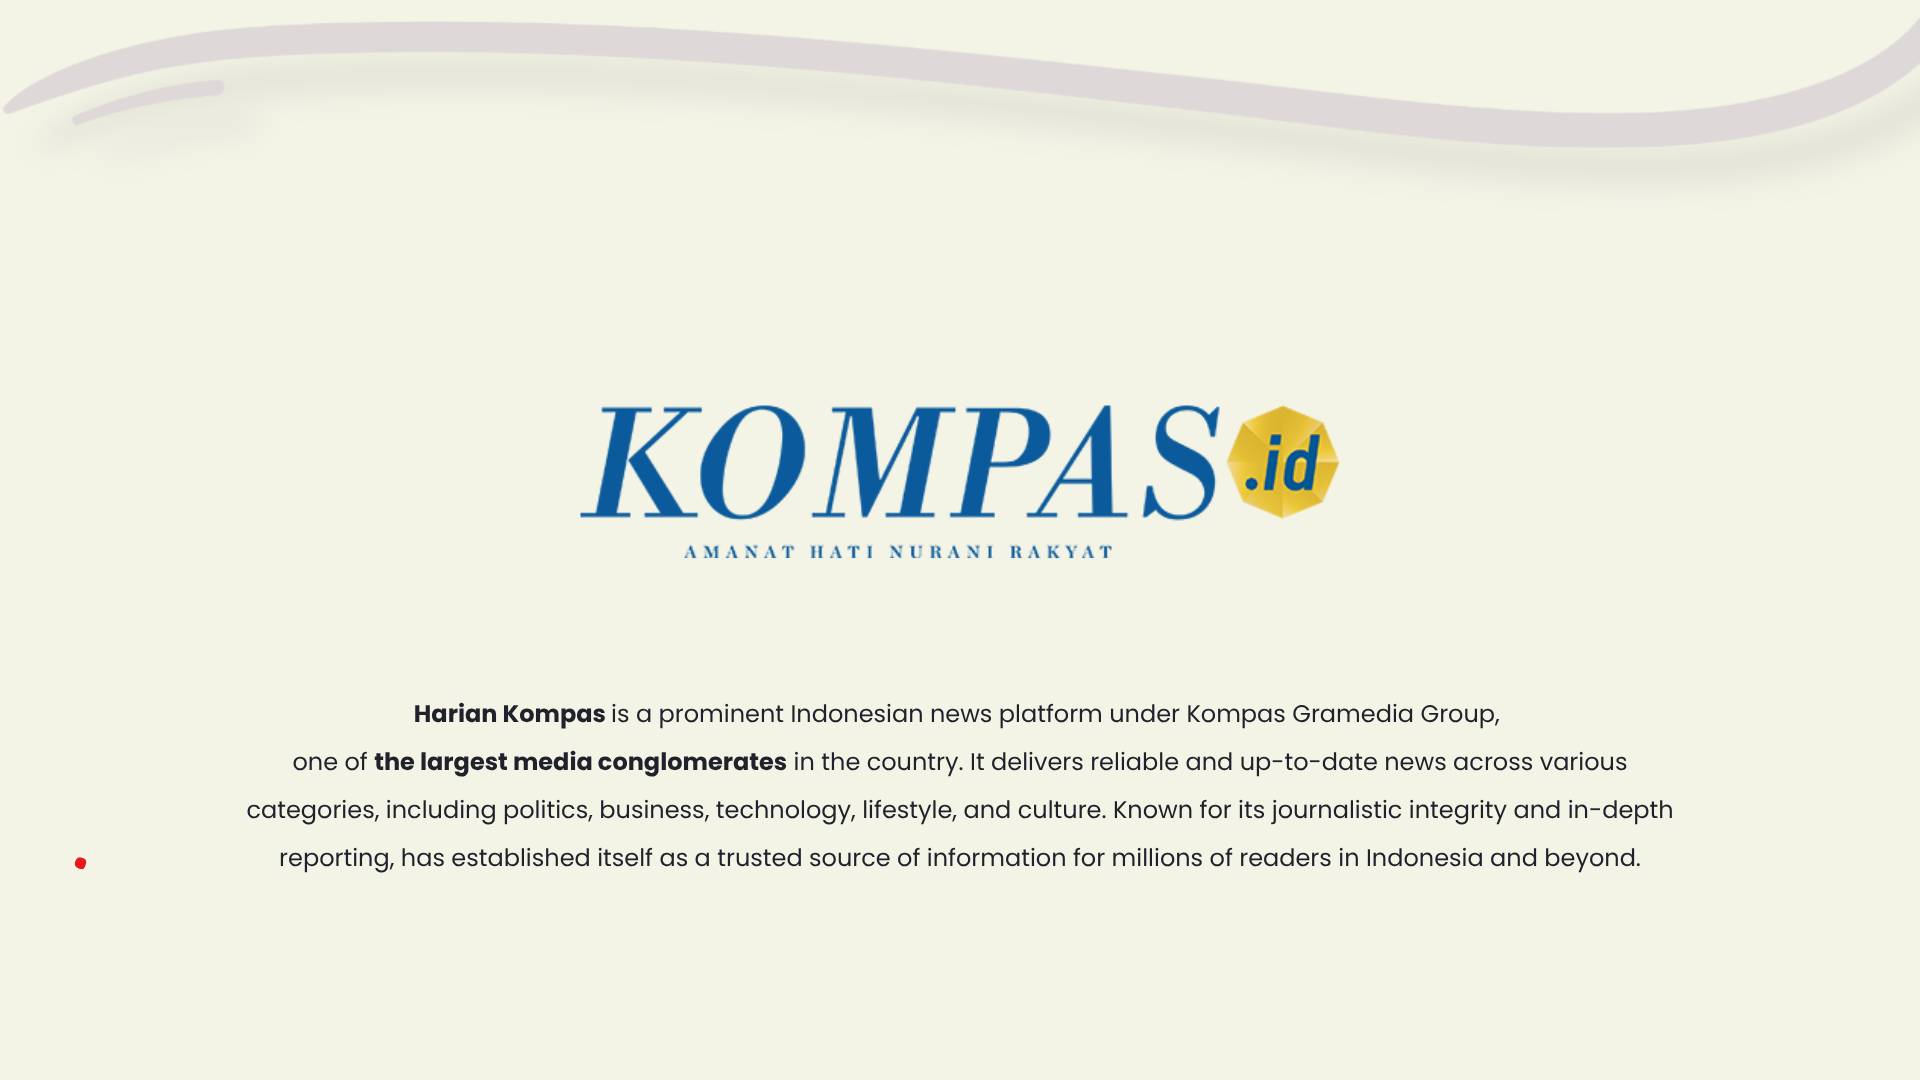 KOMPAS.id
AMANAT HATI NURANI RAKYAT
Harian Kompas is a prominent Indonesian news platform under Kompas Gramedia Group,
one of the largest media conglomerates in the country. It delivers reliable and up-to-date news across various
categories, including politics, business, technology, lifestyle, and culture. Known for its journalistic integrity and in-depth
reporting, has established itself as a trusted source of information for millions of readers in Indonesia and beyond.